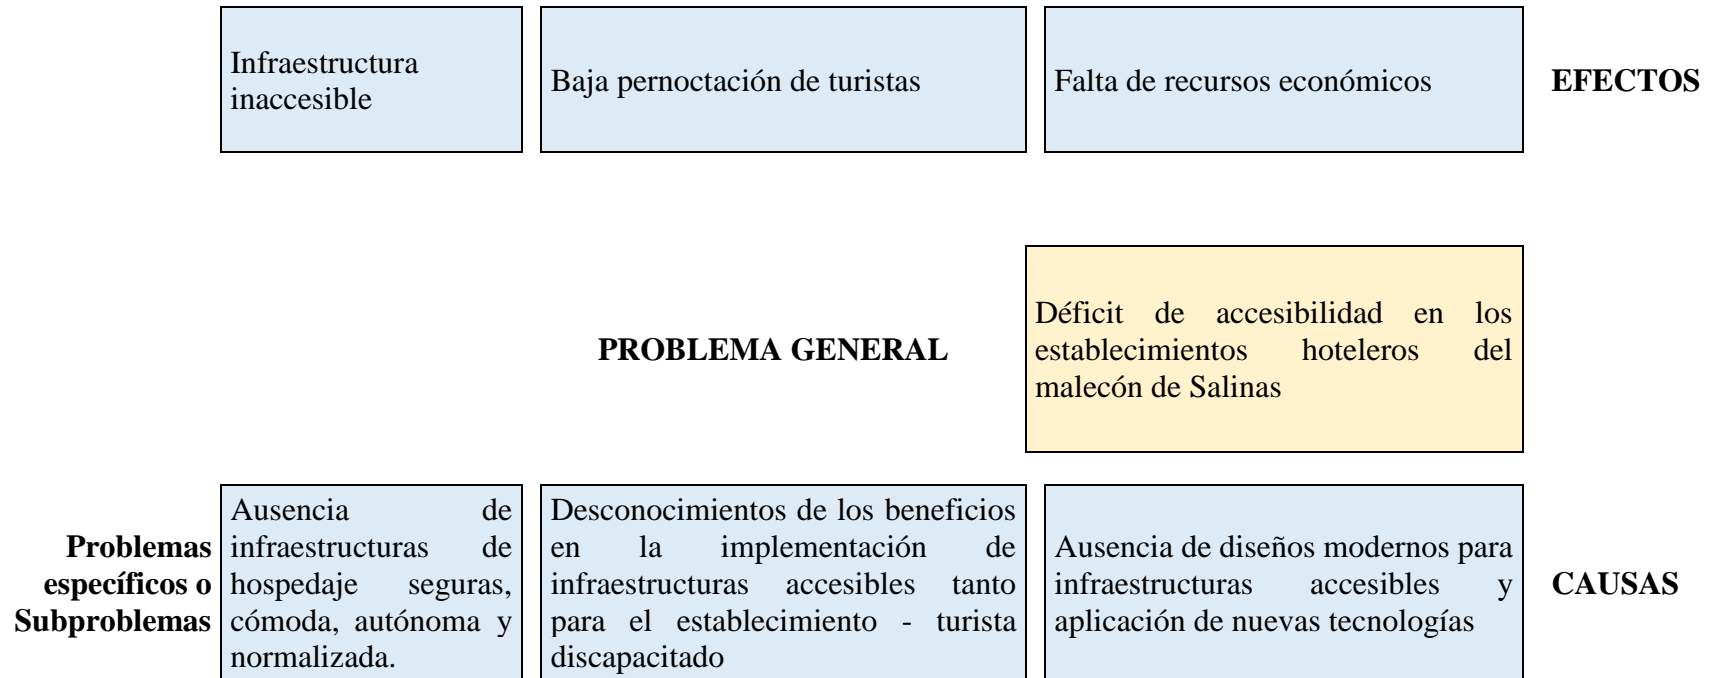 Infraestructura
inaccesible
Baja pernoctación de turistas
Falta de recursos económicos
EFECTOS
PROBLEMA GENERAL
Déficit de accesibilidad en los
establecimientos hoteleros del
malecón de Salinas
Problemas
específicos o
Subproblemas
Ausencia de
infraestructuras de
hospedaje seguras,
cómoda, autónoma y
normalizada.
Desconocimientos de los beneficios
en la implementación de
infraestructuras accesibles tanto
para el establecimiento - turista
discapacitado
Ausencia de diseños modernos para
infraestructuras accesibles y
aplicación de nuevas tecnologías
CAUSAS